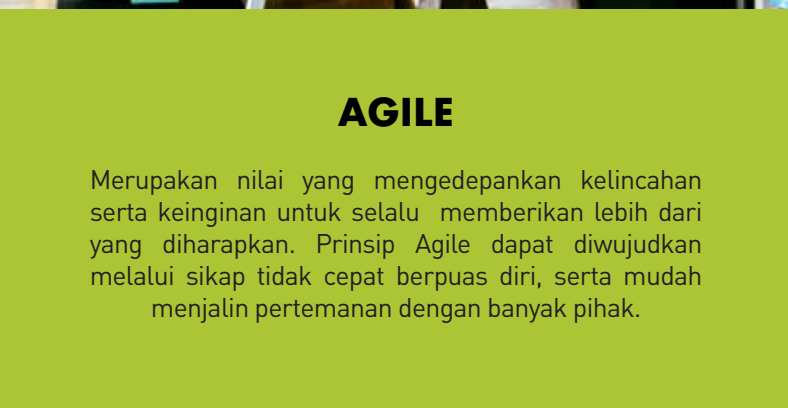 AGILE
Merupakan nilai yang mengedepankan kelincahan
serta keinginan untuk selalu memberikan lebih dari
yang diharapkan. Prinsip Agile dapat diwujudkan
melalui sikap tidak cepat berpuas diri, serta mudah
menjalin pertemanan dengan banyak pihak.